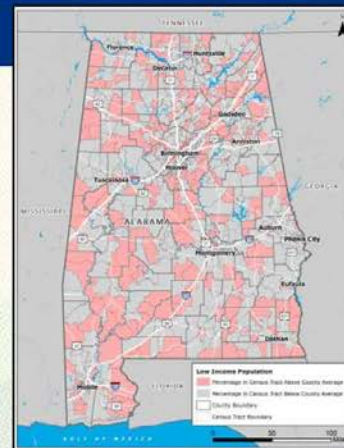 TENNESSEE
Florence
Huntsville
Decatur
Gadsden
Anniston
Birmingham
Hoover
Tuscaloosa
GEORGIA
MISSISSIPPI
ALABAMA
Auburn
Phenix City
Montgomery
Eufaula
Dothan
Mobile
FLORIDA
GULF OF MEXICO
Low Income Population
Percentage in Census Tract Above County Average
Percentage in Census Tract Below County Average
County Boundary
Census Tract Boundary